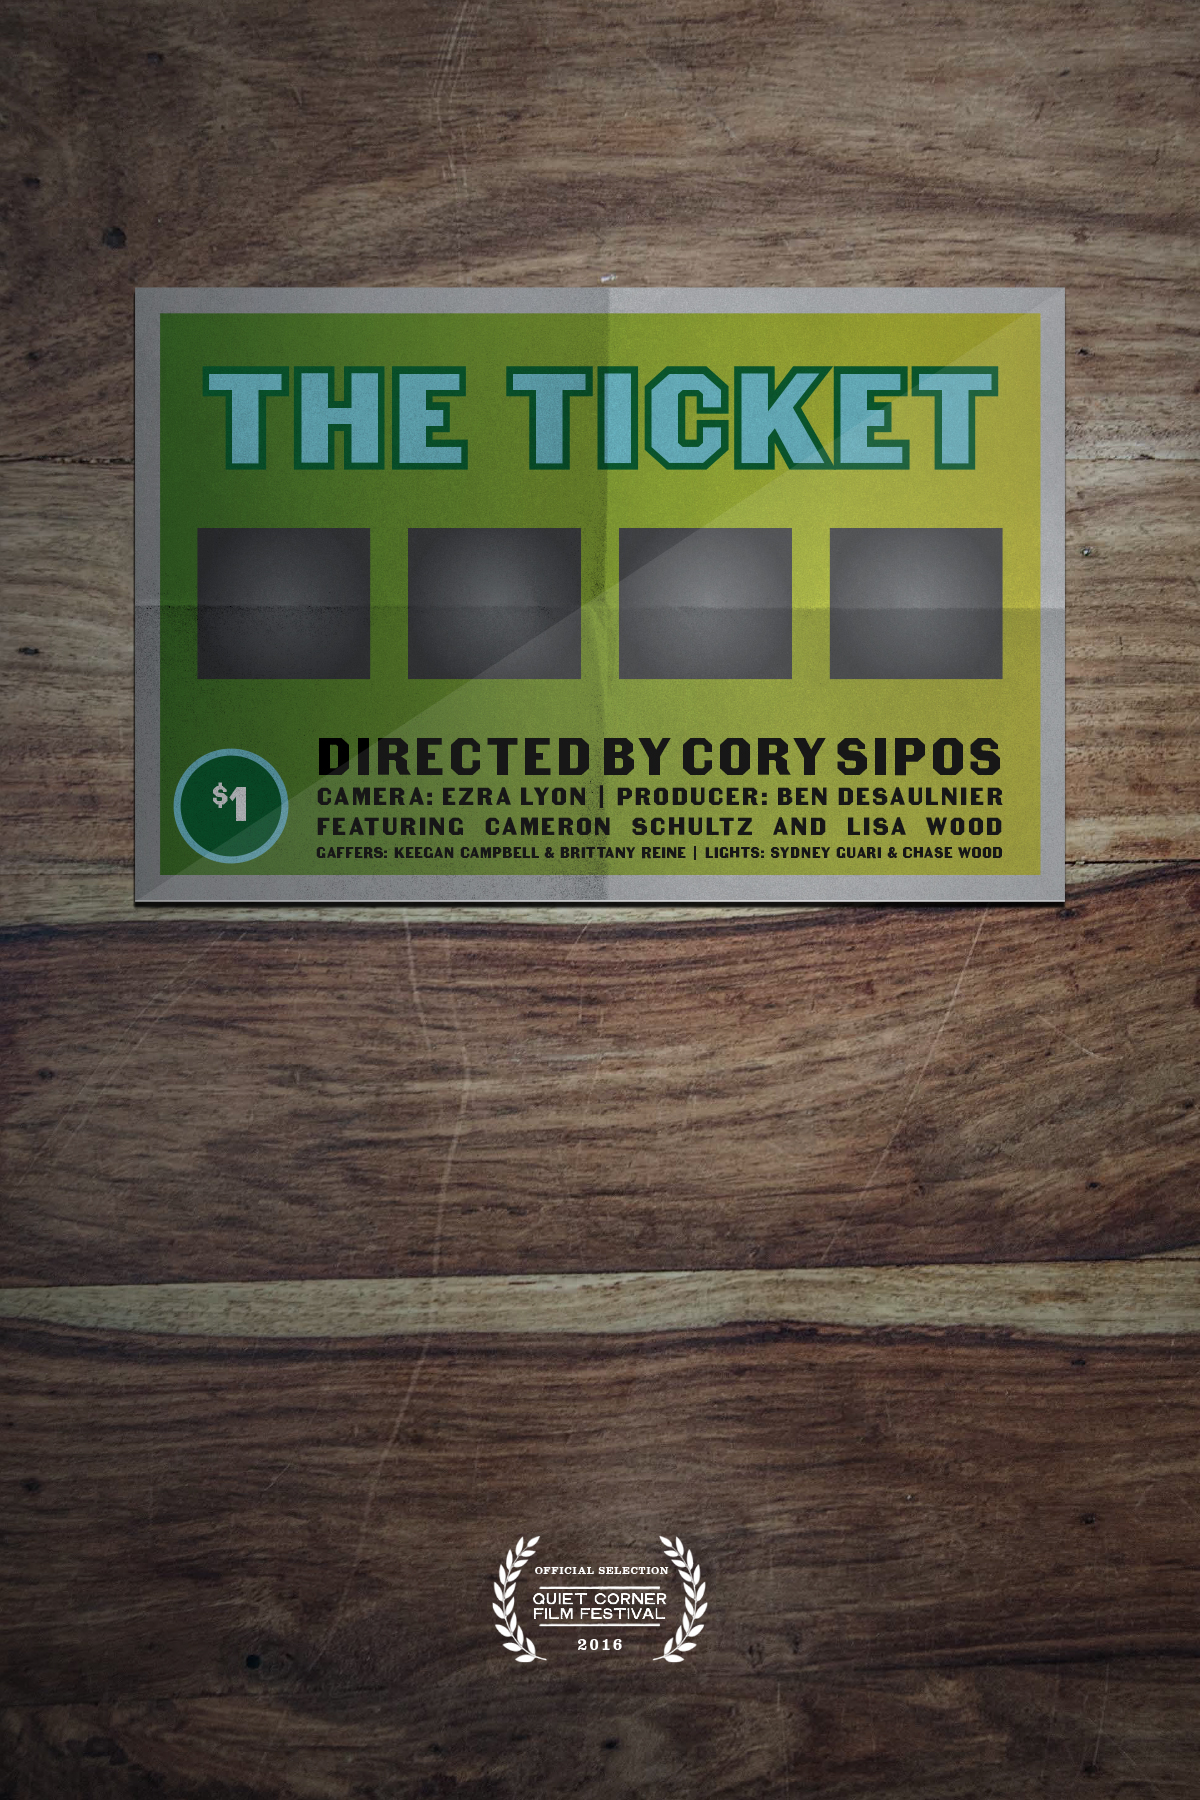 THE TICKET
DIRECTED BY CORY SIPOS
$1
CAMERA: EZRA LYON | PRODUCER: BEN DESAULNIER
FEATURING CAMERON SCHULTZ AND LISA WOOD
GAFFERS: KEEGAN CAMPBELL & BRITTANY REINE | LIGHTS: SYDNEY GUARI & CHASE WOOD
OFFICIAL SELECTION
QUIET CORNER
FILM FESTIVAL
2016